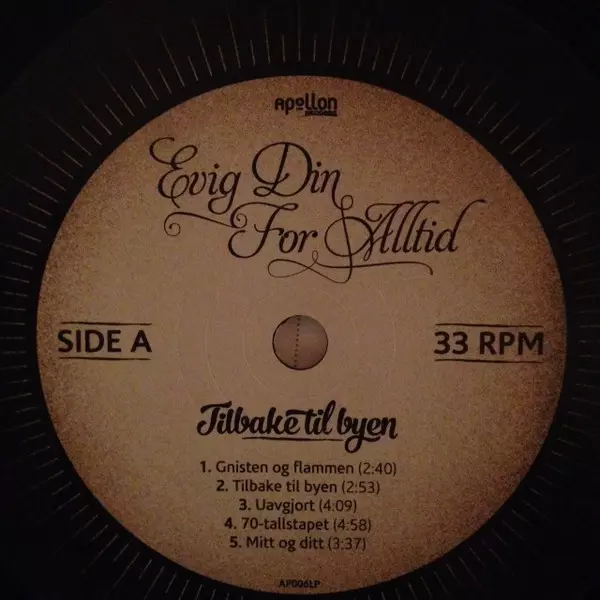 Apollon
RECORDS
Evig Din
For Alltid
SIDE A
33 RPM
Tilbake til byen
1. Gnisten og flammen (2:40)
2. Tilbake til byen (2:53)
3. Uavgjort (4:09)
4. 70-tallstapet (4:58)
5. Mitt og ditt (3:37)
AP006LP